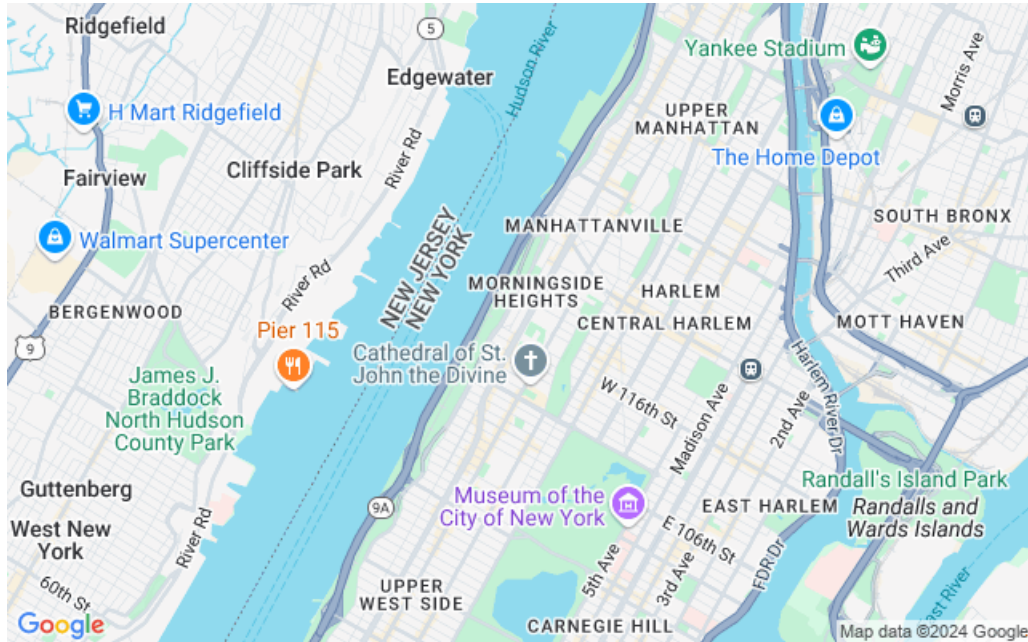 Ridgefield
5
Edgewater
Hudson River
Yankee Stadium
Morris Ave
H Mart Ridgefield
UPPER
MANHATTAN
The Home Depot
River Rd
Cliffside Park
Fairview
Walmart Supercenter
NEW JERSEY
NEW YORK
MANHATTANVILLE
SOUTH BRONX
Third Ave
River Rd
BERGENWOOD
MORNINGSIDE
HEIGHTS
HARLEM
CENTRAL HARLEM
MOTT HAVEN
9
Pier 115
Cathedral of St.
John the Divine
Harlem River Dr
James J.
Braddock
North Hudson
County Park
W 116th St
Madison Ave
2nd Ave
Guttenberg
West New
York
River Rd
9A
Museum of the
City of New York
EAST HARLEM
Randall's Island Park
Randalls and
Wards Islands
E 106th St
5th Ave
3rd Ave
FDR Dr
East River
60th St
UPPER
WEST SIDE
CARNEGIE HILL
Google
Map data ©2024 Google